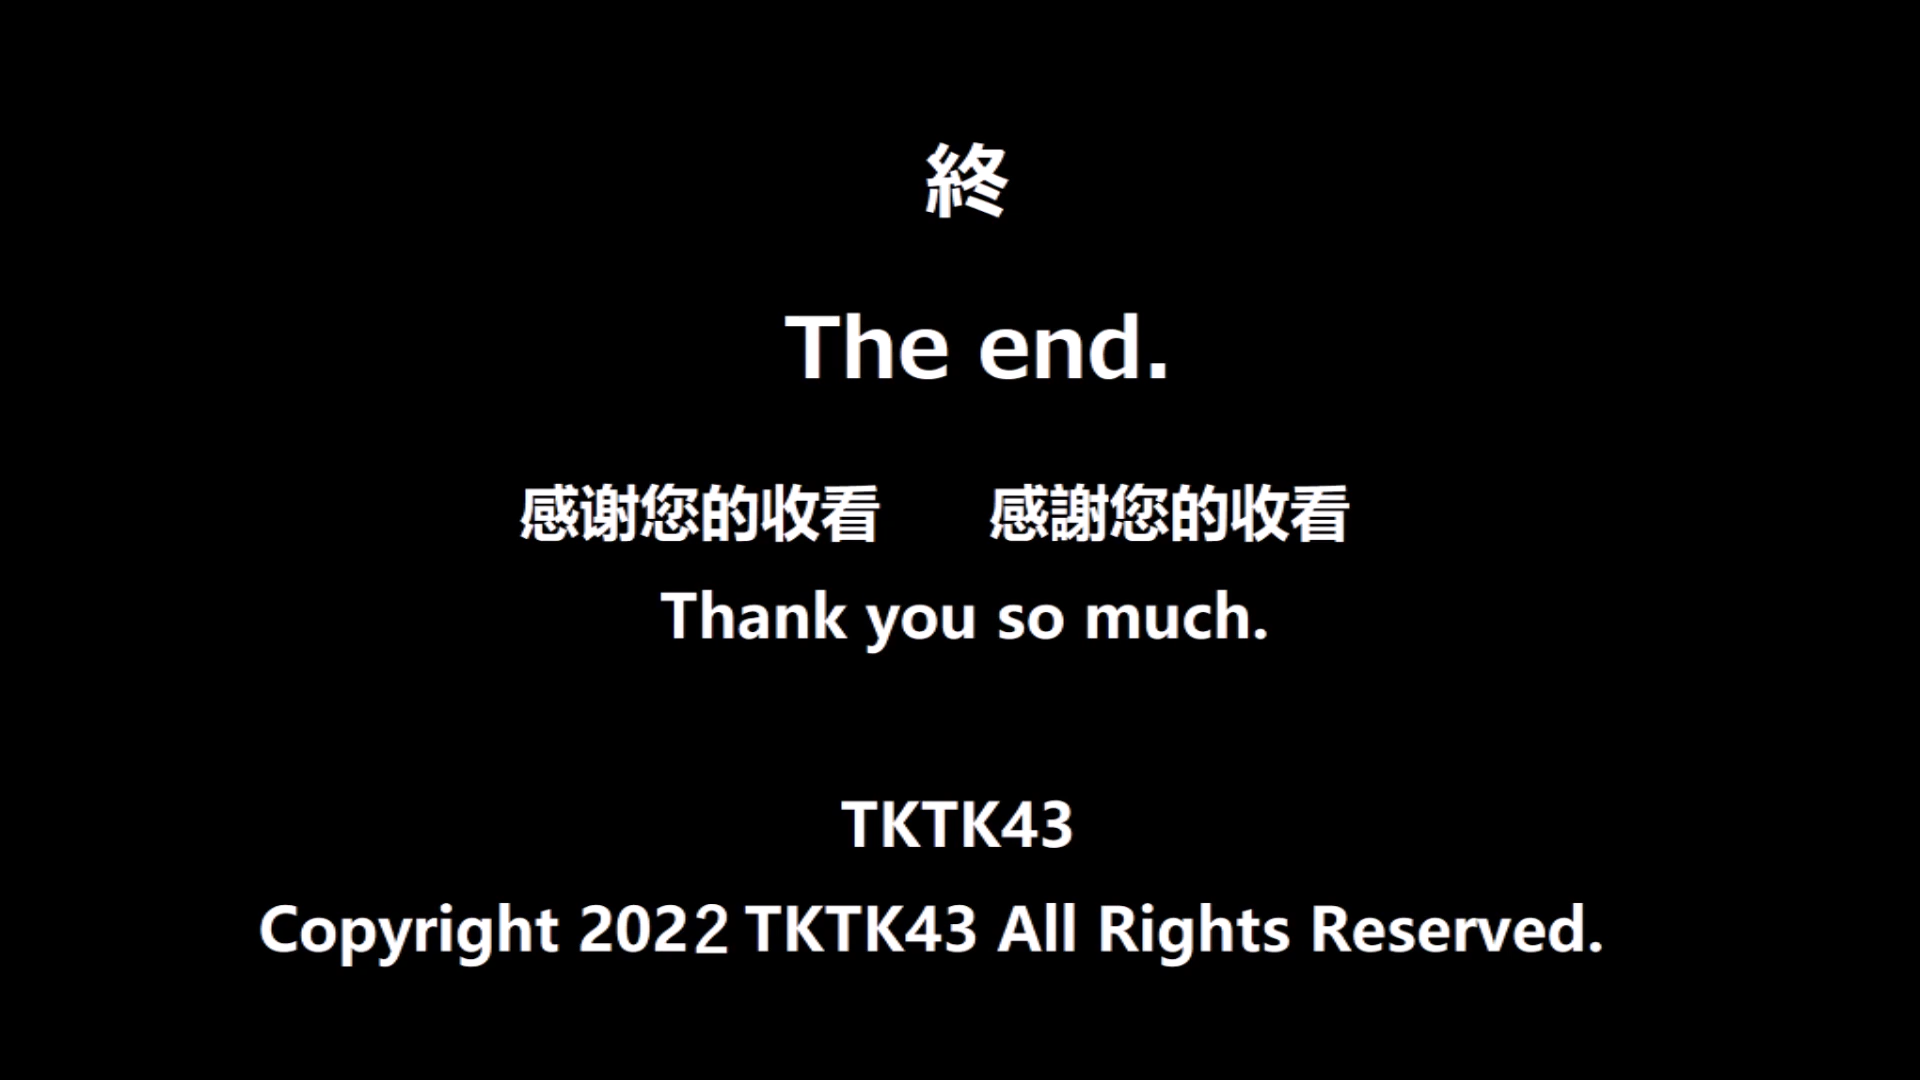 終
The end.
感谢您的收看 感謝您的收看
Thank you so much.
TKTK43
Copyright 2022 TKTK43 All Rights Reserved.